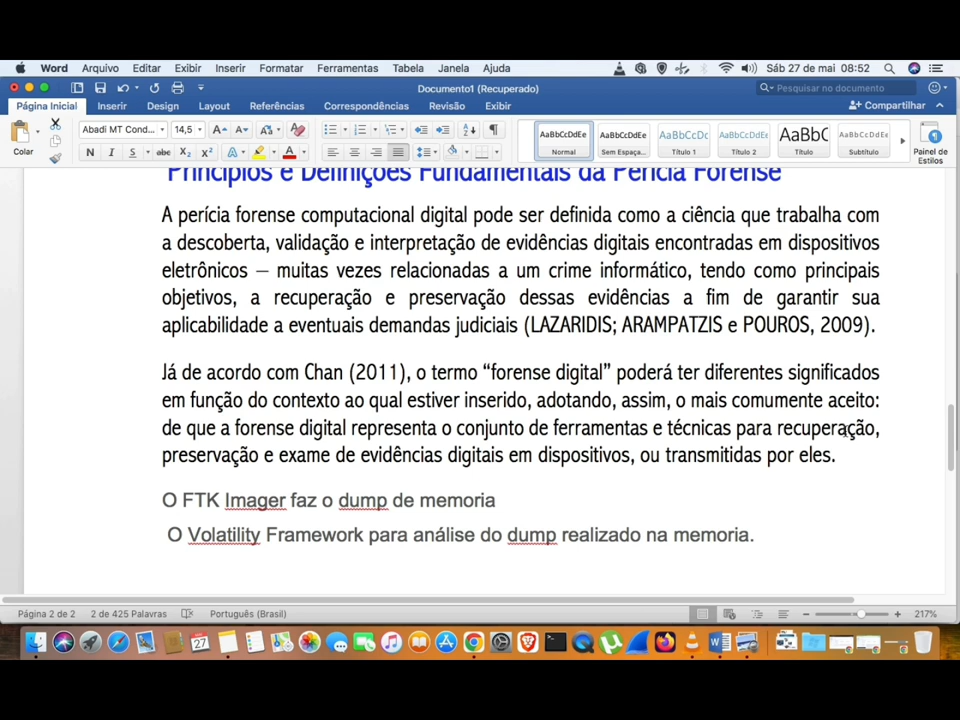 Word Arquivo Editar Exibir Inserir Formatar Ferramentas Tabela Janela Ajuda Sáb 27 de mai 08:52
Documento1 (Recuperado) Pesquisar no documento
Página Inicial Inserir Design Layout Referências Correspondências Revisão Exibir Compartilhar
Abadi MT Cond... 14,5
Colar
N I S abc X2 X2 A A
AaBbCcDdEe AaBbCcDdEe AaBbCcDc AaBbCcDdEe AaBbC AaBbCcDdEe
Normal Sem Espaça... Título 1 Título 2 Título Subtítulo
Painel de
Estilos
Princípios e Definições Fundamentais da Perícia Forense
A perícia forense computacional digital pode ser definida como a ciência que trabalha com
a descoberta, validação e interpretação de evidências digitais encontradas em dispositivos
eletrônicos – muitas vezes relacionadas a um crime informático, tendo como principais
objetivos, a recuperação e preservação dessas evidências a fim de garantir sua
aplicabilidade a eventuais demandas judiciais (LAZARIDIS; ARAMPATZIS e POUROS, 2009).
Já de acordo com Chan (2011), o termo “forense digital” poderá ter diferentes significados
em função do contexto ao qual estiver inserido, adotando, assim, o mais comumente aceito:
de que a forense digital representa o conjunto de ferramentas e técnicas para recuperação,
preservação e exame de evidências digitais em dispositivos, ou transmitidas por eles.
O FTK Imager faz o dump de memoria
O Volatility Framework para análise do dump realizado na memoria.
Página 2 de 2 2 de 425 Palavras Português (Brasil) 217%
27